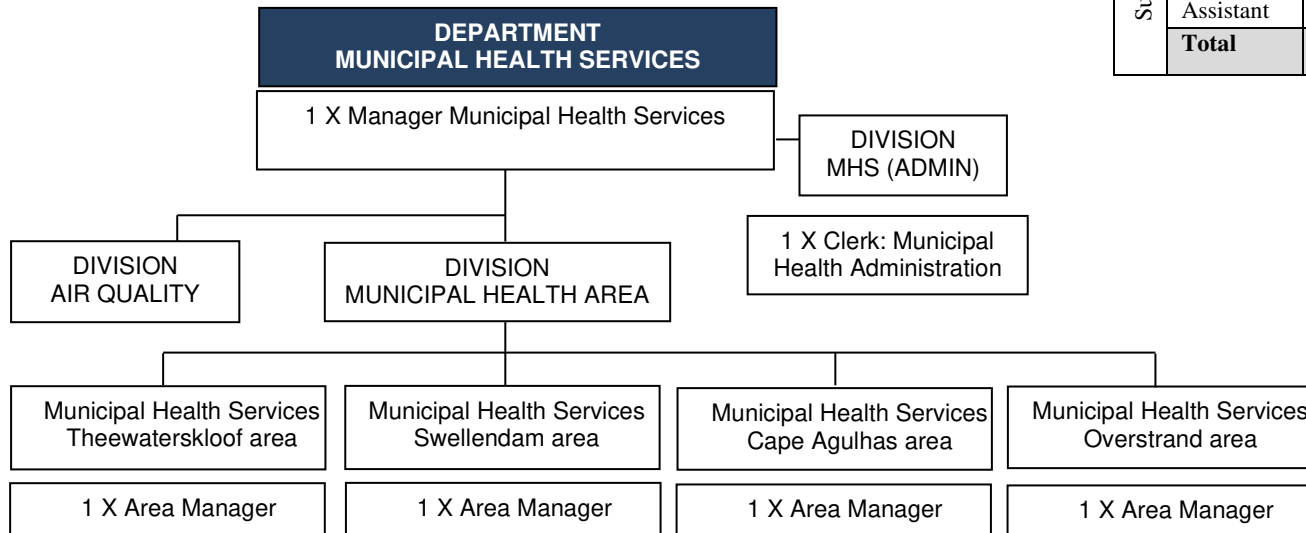 DEPARTMENT
MUNICIPAL HEALTH SERVICES
1 X Manager Municipal Health Services
DIVISION
MHS (ADMIN)
1 X Clerk: Municipal
Health Administration
DIVISION
AIR QUALITY
DIVISION
MUNICIPAL HEALTH AREA
Municipal Health Services
Theewaterskloof area
Municipal Health Services
Swellendam area
Municipal Health Services
Cape Agulhas area
Municipal Health Services
Overstrand area
1 X Area Manager
1 X Area Manager
1 X Area Manager
1 X Area Manager
Su
Assistant
Total